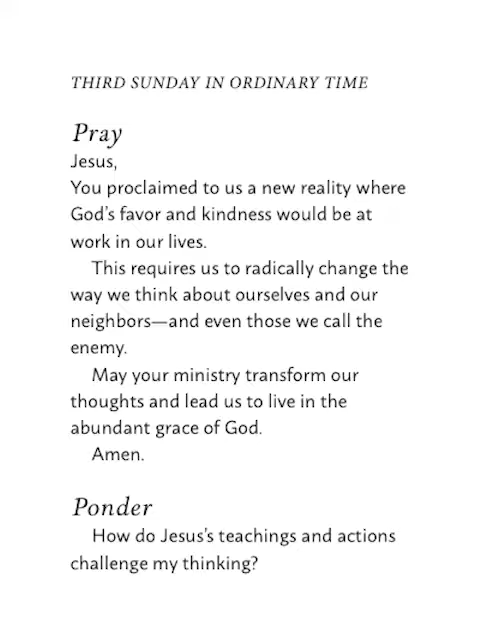 THIRD SUNDAY IN ORDINARY TIME
Pray
Jesus,
You proclaimed to us a new reality where
God's favor and kindness would be at
work in our lives.
This requires us to radically change the
way we think about ourselves and our
neighbors—and even those we call the
enemy.
May your ministry transform our
thoughts and lead us to live in the
abundant grace of God.
Amen.
Ponder
How do Jesus's teachings and actions
challenge my thinking?